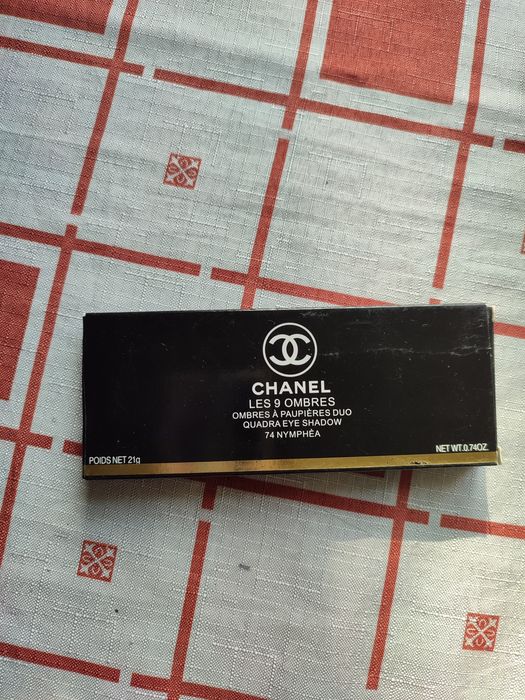 CHANEL
LES 9 OMBRES
OMBRES À PAUPIÈRES DUO
QUADRA EYE SHADOW
74 NYMPHÉA
POIDS NET 21g
NET WT.0.74OZ.